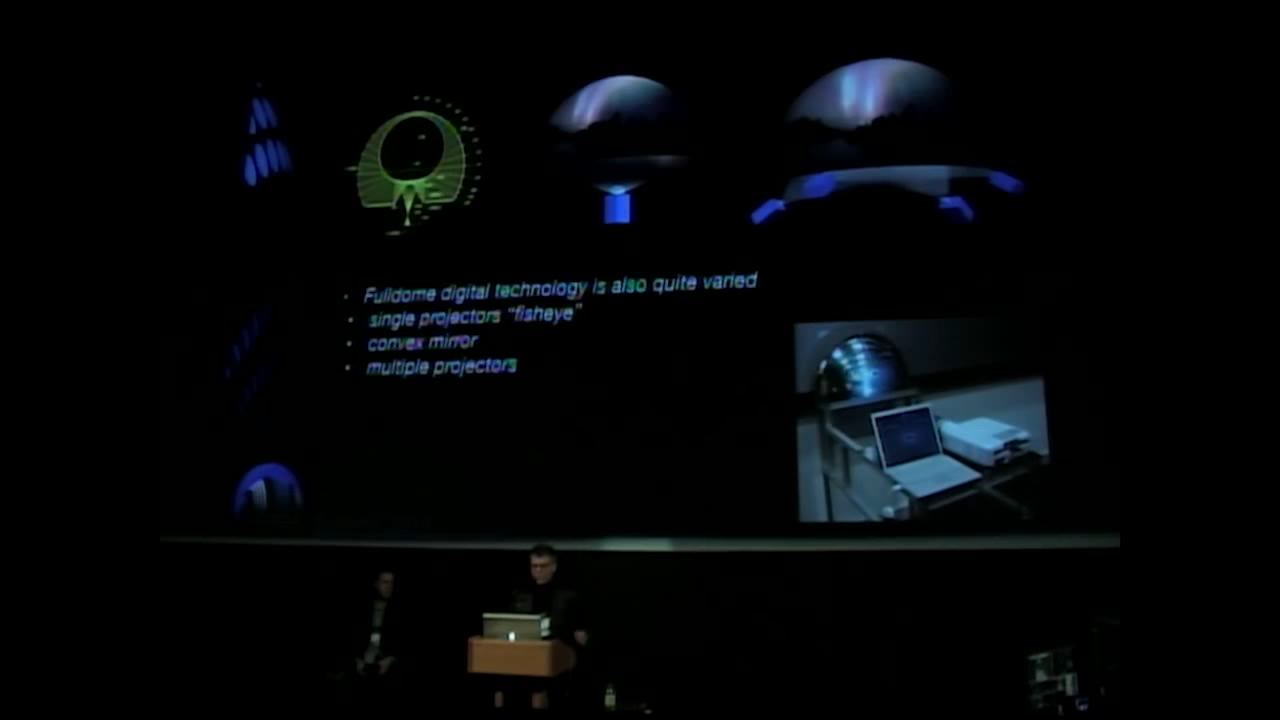 Fulldome digital technology is also quite varied
single projectors "fisheye"
convex mirror
multiple projectors